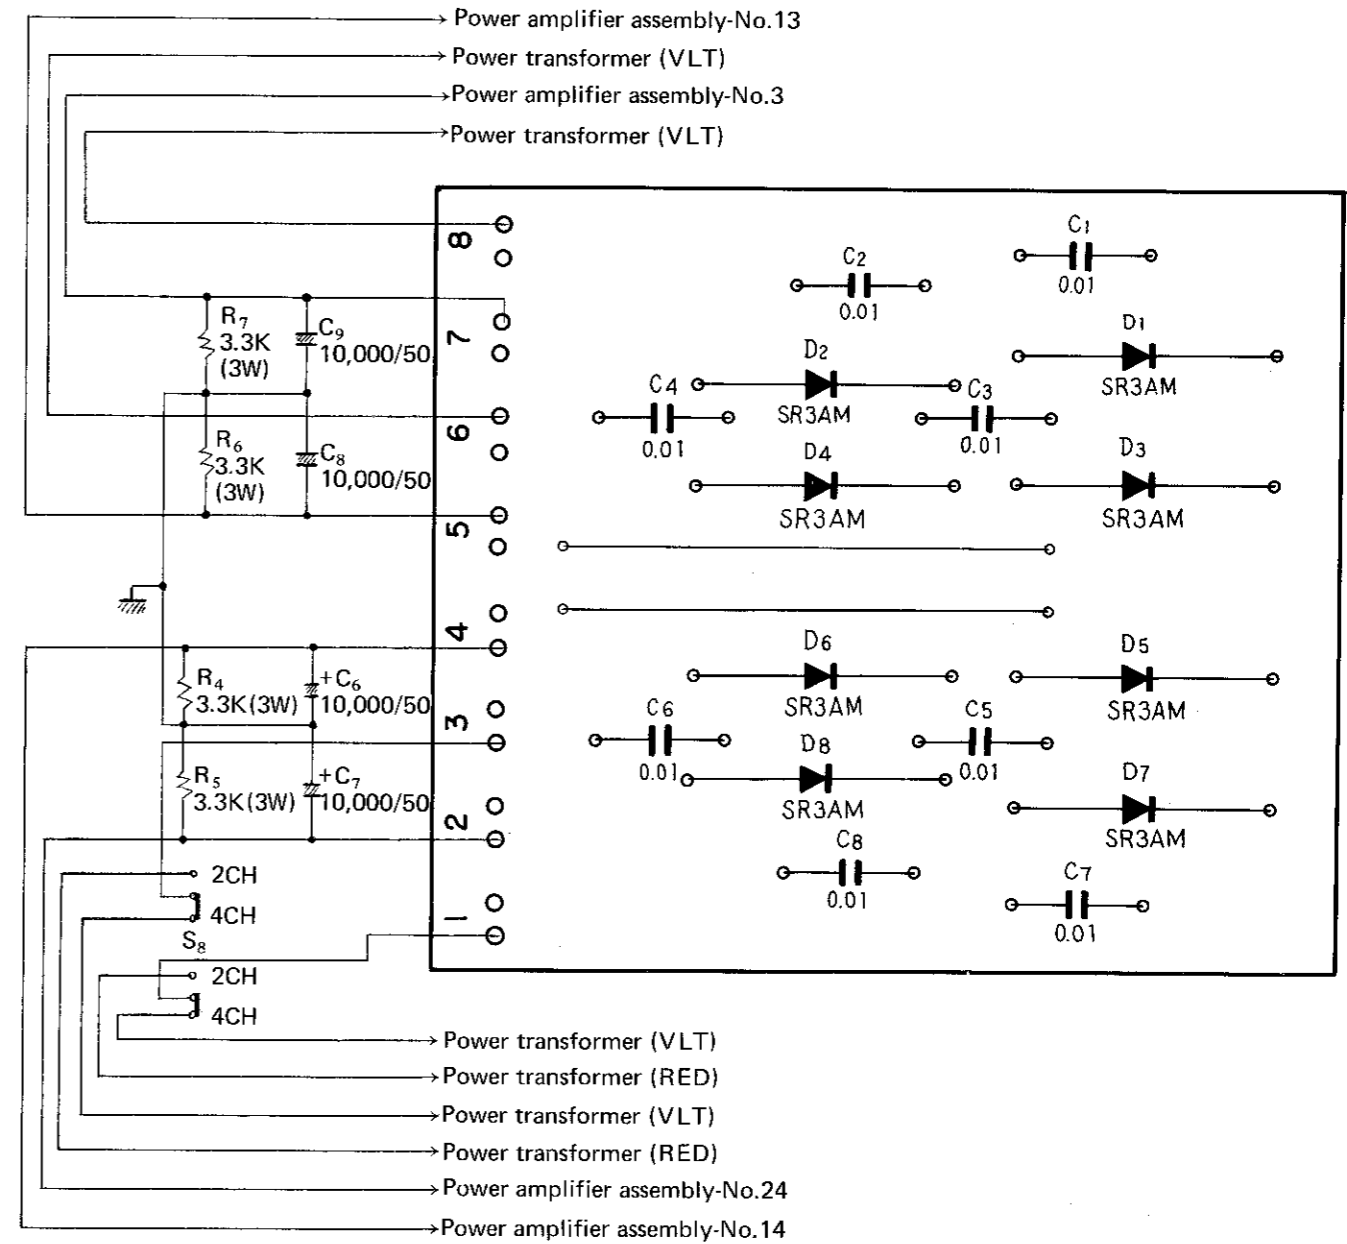 Power amplifier assembly-No.13
Power transformer (VLT)
Power amplifier assembly-No.3
Power transformer (VLT)
8
C1
0.01
C2
0.01
7
R7
3.3K
(3W)
C9
10,000/50
D1
SR3AM
D2
SR3AM
C4
0.01
C3
0.01
6
R6
3.3K
(3W)
C8
10,000/50
D4
SR3AM
D3
SR3AM
5
4
R4
3.3K(3W)
+C6
10,000/50
D6
SR3AM
D5
SR3AM
3
C6
0.01
C5
0.01
R5
3.3K(3W)
+C7
10,000/50
D8
SR3AM
D7
SR3AM
2
C8
0.01
C7
0.01
2CH
4CH
S8
1
2CH
4CH
Power transformer (VLT)
Power transformer (RED)
Power transformer (VLT)
Power transformer (RED)
Power amplifier assembly-No.24
Power amplifier assembly-No.14